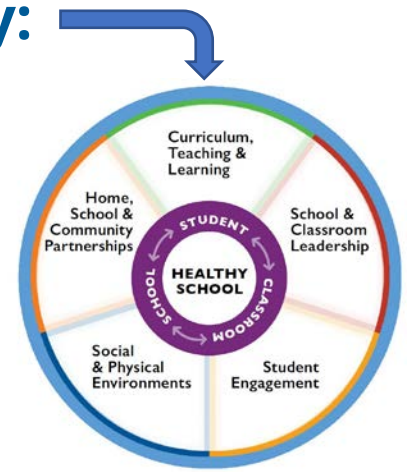 y:
Curriculum,
Teaching &
Learning
Home,
School &
Community
Partnerships
School &
Classroom
Leadership
STUDENT
CLASSROOM
SCHOOL
HEALTHY
SCHOOL
Social
& Physical
Environments
Student
Engagement